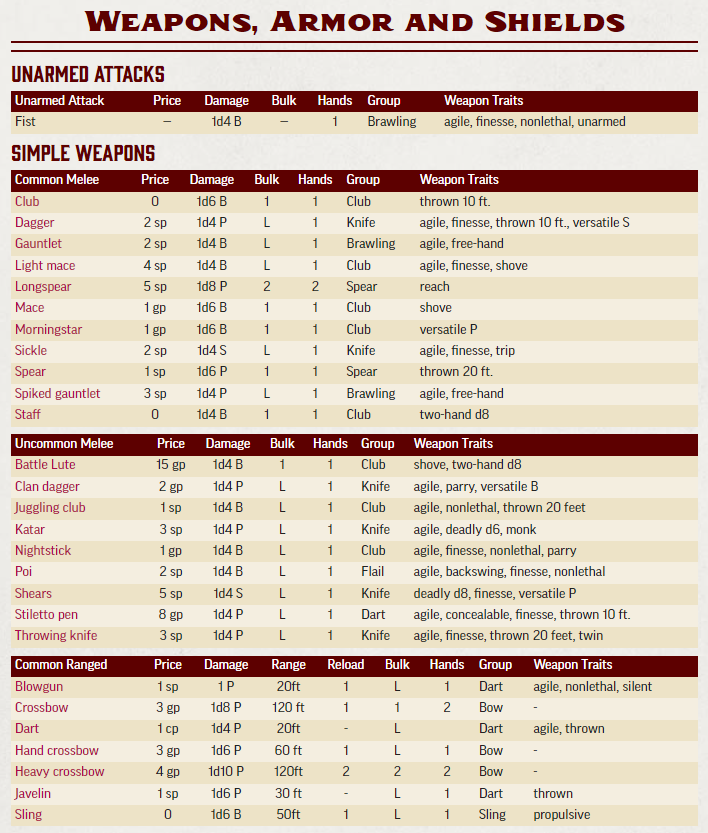 Weapons, Armor and Shields
Unarmed Attacks
Unarmed Attack Price Damage Bulk Hands Group Weapon Traits
Fist – 1d4 B – 1 Brawling agile, finesse, nonlethal, unarmed
Simple Weapons
Common Melee Price Damage Bulk Hands Group Weapon Traits
Club 0 1d6 B 1 1 Club thrown 10 ft.
Dagger 2 sp 1d4 P L 1 Knife agile, finesse, thrown 10 ft., versatile S
Gauntlet 2 sp 1d4 B L 1 Brawling agile, free-hand
Light mace 4 sp 1d4 B L 1 Club agile, finesse, shove
Longspear 5 sp 1d8 P 2 2 Spear reach
Mace 1 gp 1d6 B 1 1 Club shove
Morningstar 1 gp 1d6 B 1 1 Club versatile P
Sickle 2 sp 1d4 S L 1 Knife agile, finesse, trip
Spear 1 sp 1d6 P 1 1 Spear thrown 20 ft.
Spiked gauntlet 3 sp 1d4 P L 1 Brawling agile, free-hand
Staff 0 1d4 B 1 1 Club two-hand d8
Uncommon Melee Price Damage Bulk Hands Group Weapon Traits
Battle Lute 15 gp 1d4 B 1 1 Club shove, two-hand d8
Clan dagger 2 gp 1d4 P L 1 Knife agile, parry, versatile B
Juggling club 1 sp 1d4 B L 1 Club agile, nonlethal, thrown 20 feet
Katar 3 sp 1d4 P L 1 Knife agile, deadly d6, monk
Nightstick 1 gp 1d4 B L 1 Club agile, finesse, nonlethal, parry
Poi 2 sp 1d4 B L 1 Flail agile, backswing, finesse, nonlethal
Shears 5 sp 1d4 S L 1 Knife deadly d8, finesse, versatile P
Stiletto pen 8 gp 1d4 P L 1 Dart agile, concealable, finesse, thrown 10 ft.
Throwing knife 3 sp 1d4 P L 1 Knife agile, finesse, thrown 20 feet, twin
Common Ranged Price Damage Range Reload Bulk Hands Group Weapon Traits
Blowgun 1 sp 1 P 20ft 1 L 1 Dart agile, nonlethal, silent
Crossbow 3 gp 1d8 P 120 ft 1 1 2 Bow -
Dart 1 cp 1d4 P 20ft - L Dart agile, thrown
Hand crossbow 3 gp 1d6 P 60 ft 1 L 1 Bow -
Heavy crossbow 4 gp 1d10 P 120ft 2 2 2 Bow -
Javelin 1 sp 1d6 P 30 ft - L 1 Dart thrown
Sling 0 1d6 B 50ft 1 L 1 Sling propulsive